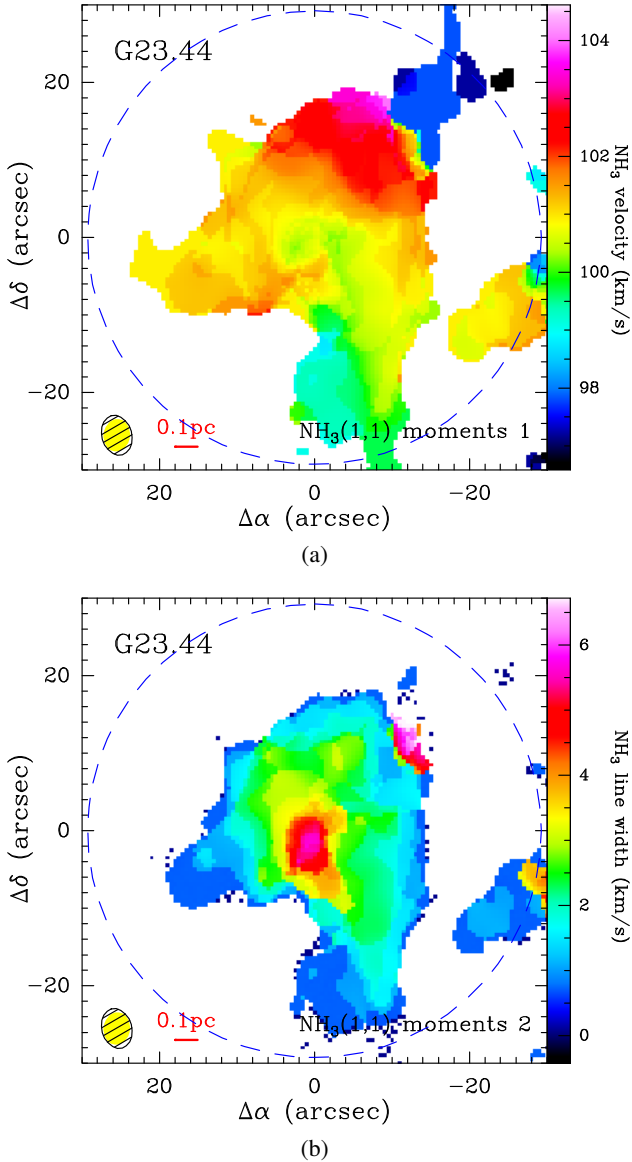 G23.44
104
102
100
98
NH₃ velocity (km/s)
20
0
−20
Δδ (arcsec)
0.1pc
NH₃(1,1) moments 1
20 0 −20
Δα (arcsec)
(a)
G23.44
6
4
2
0
NH₃ line width (km/s)
20
0
−20
Δδ (arcsec)
0.1pc
NH₃(1,1) moments 2
20 0 −20
Δα (arcsec)
(b)